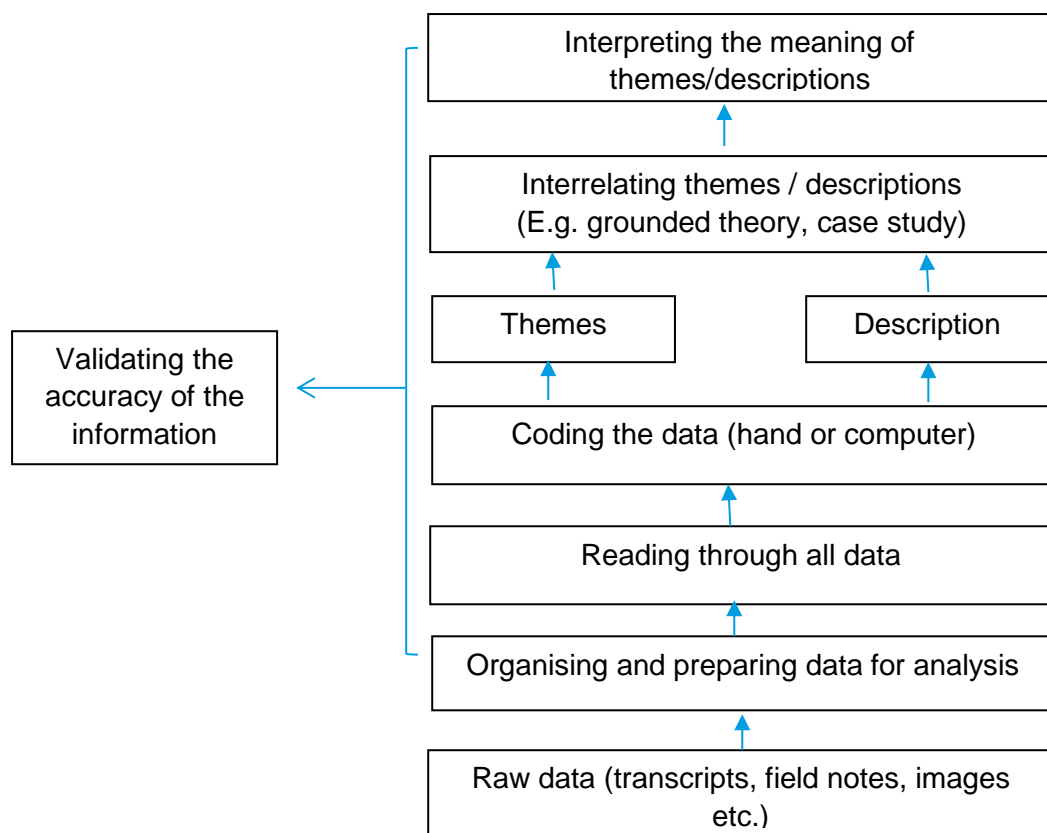 Interpreting the meaning of
themes/descriptions
Interrelating themes / descriptions
(E.g. grounded theory, case study)
Themes
Description
Validating the
accuracy of the
information
Coding the data (hand or computer)
Reading through all data
Organising and preparing data for analysis
Raw data (transcripts, field notes, images
etc.)